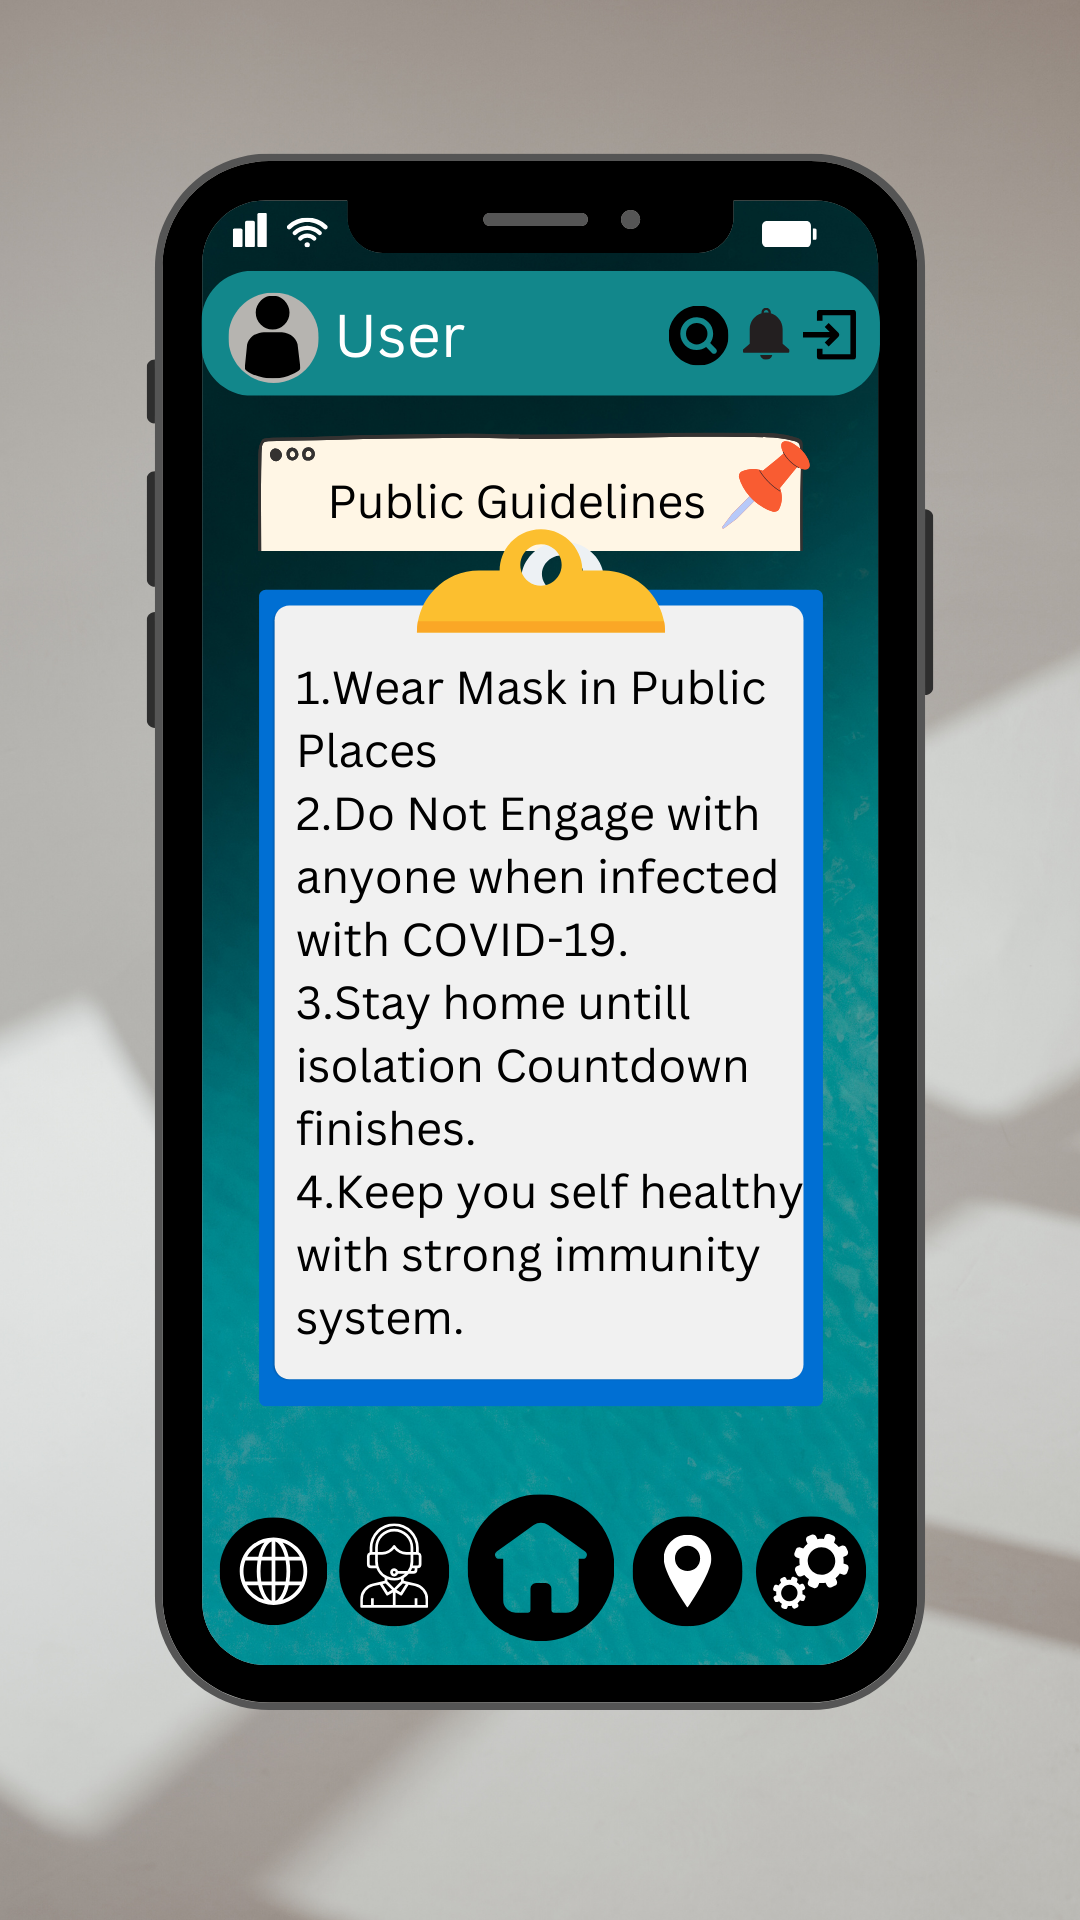 User
Public Guidelines
1.Wear Mask in Public
Places
2.Do Not Engage with
anyone when infected
with COVID-19.
3.Stay home untill
isolation Countdown
finishes.
4.Keep you self healthy
with strong immunity
system.